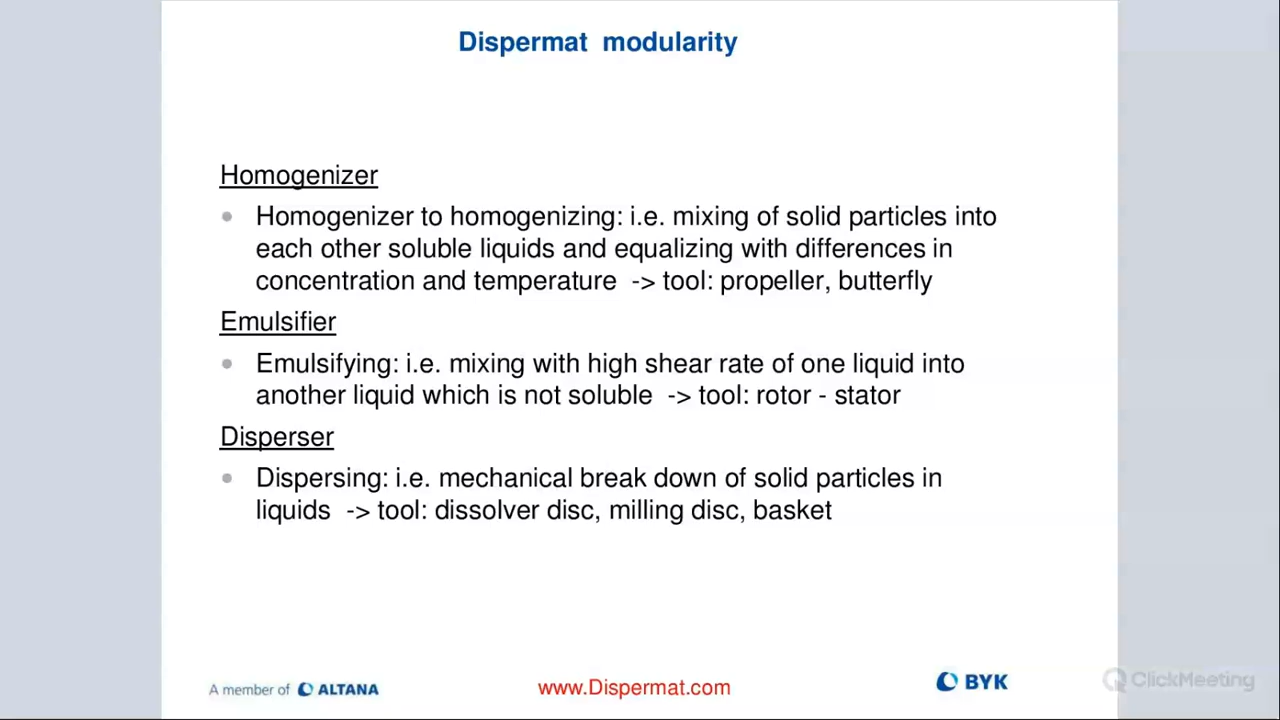 Dispermat modularity
Homogenizer
• Homogenizer to homogenizing: i.e. mixing of solid particles into
each other soluble liquids and equalizing with differences in
concentration and temperature -> tool: propeller, butterfly
Emulsifier
• Emulsifying: i.e. mixing with high shear rate of one liquid into
another liquid which is not soluble -> tool: rotor - stator
Disperser
• Dispersing: i.e. mechanical break down of solid particles in
liquids -> tool: dissolver disc, milling disc, basket
A member of ALTANA
www.Dispermat.com
BYK
ClickMeeting